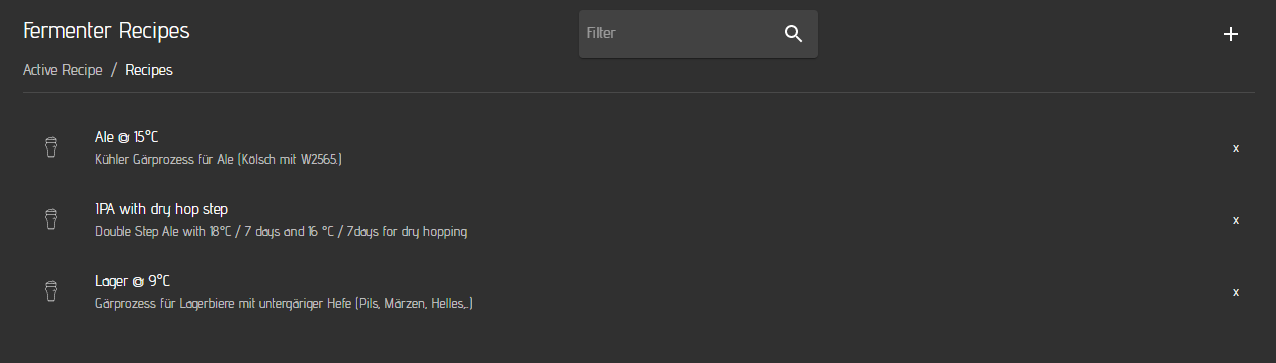 Fermenter Recipes
Filter
Active Recipe / Recipes
Ale @ 15°C
Kühler Gärprozess für Ale (Kölsch mit W2565.)
x
IPA with dry hop step
Double Step Ale with 18°C / 7 days and 16 °C / 7days for dry hopping
x
Lager @ 9°C
Gärprozess für Lagerbiere mit untergäriger Hefe (Pils, Märzen, Helles,..)
x